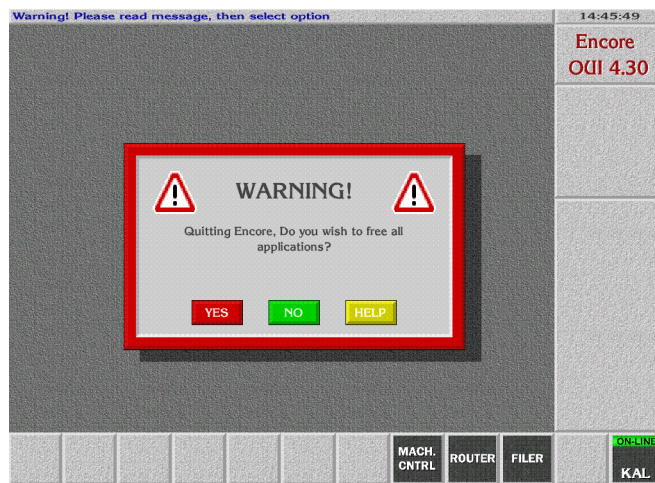 Warning! Please read message, then select option
14:45:49
Encore
OUI 4.30
WARNING!
Quitting Encore, Do you wish to free all
applications?
YES
NO
HELP
MACH.
CNTRL
ROUTER
FILER
ON-LINE
KAL